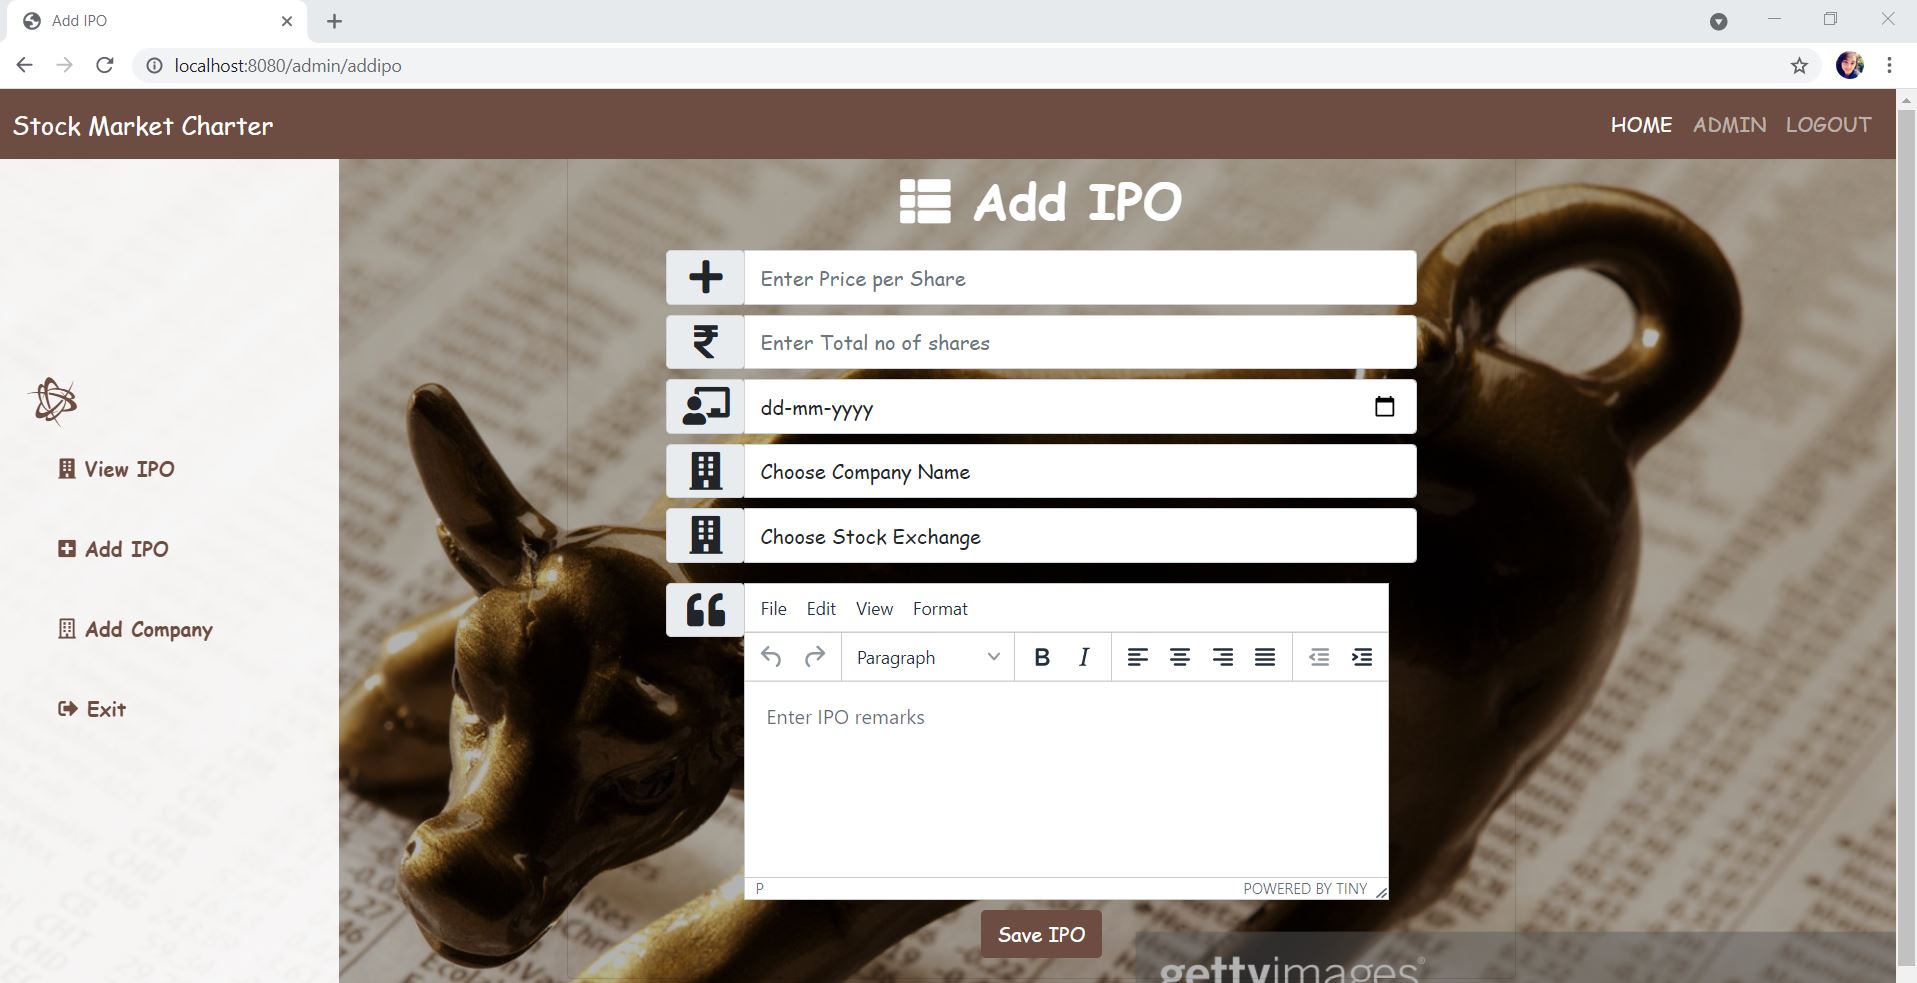 Add IPO
localhost:8080/admin/addipo
Stock Market Charter
HOME ADMIN LOGOUT
View IPO
Add IPO
Add Company
Exit
Add IPO
Enter Price per Share
Enter Total no of shares
dd-mm-yyyy
Choose Company Name
Choose Stock Exchange
File Edit View Format
Paragraph B I
Enter IPO remarks
P POWERED BY TINY
Save IPO
gettyimages®